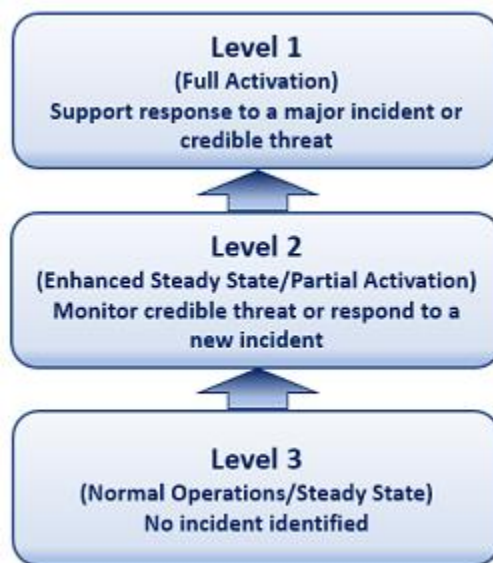 Level 1
(Full Activation)
Support response to a major incident or
credible threat
Level 2
(Enhanced Steady State/Partial Activation)
Monitor credible threat or respond to a
new incident
Level 3
(Normal Operations/Steady State)
No incident identified